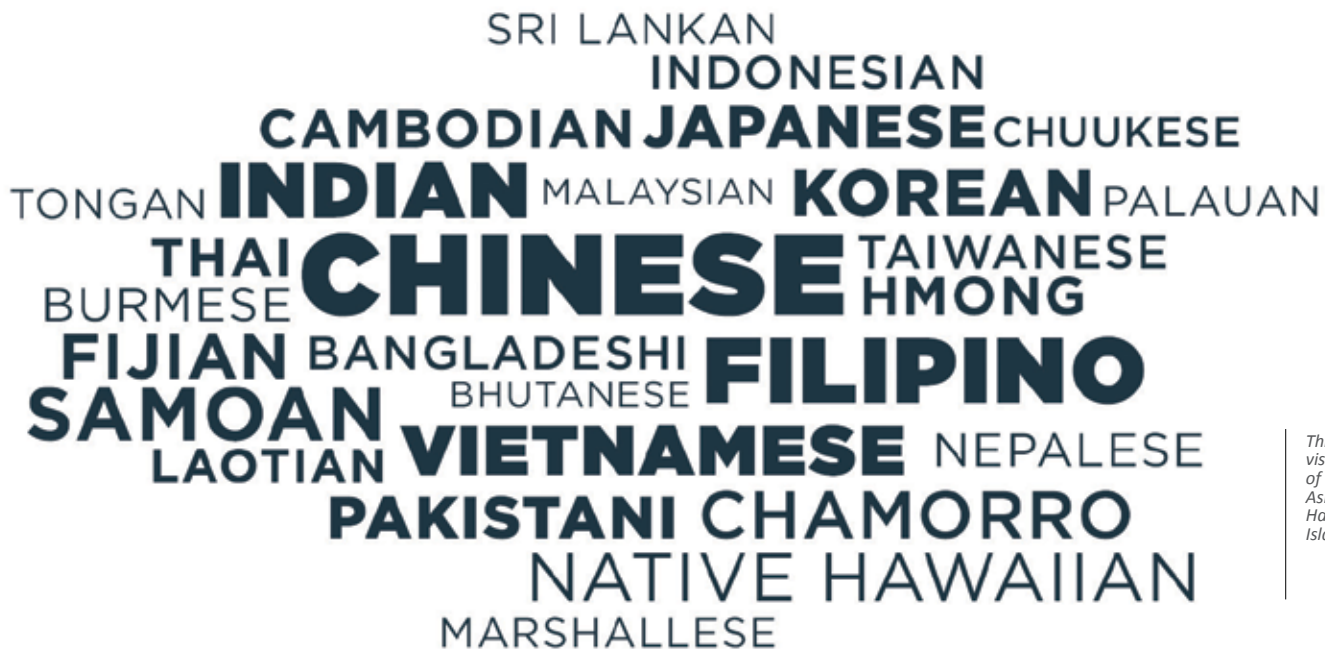 SRI LANKAN
INDONESIAN
CAMBODIAN JAPANESE CHUUKESE
TONGAN INDIAN MALAYSIAN KOREAN PALAUAN
THAI CHINESE TAIWANESE
BURMESE HMONG
FIJIAN BANGLADESHI FILIPINO
BHUTANESE
SAMOAN
LAOTIAN VIETNAMESE NEPALESE
PAKISTANI CHAMORRO
NATIVE HAWAIIAN
MARSHALLESE
of